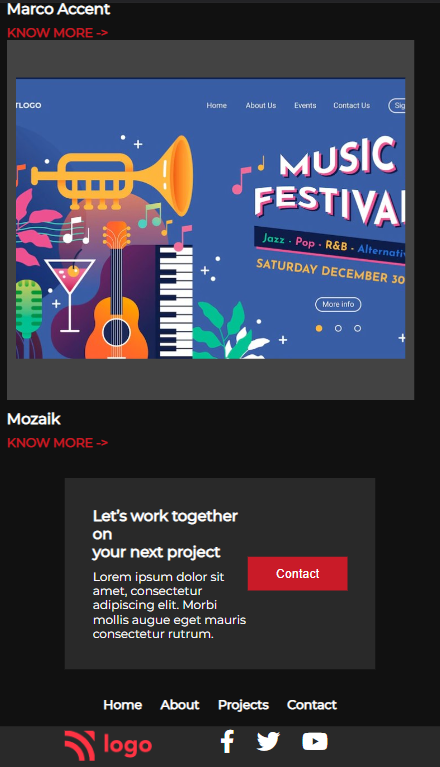 Marco Accent
KNOW MORE ->
TLOGO
Home About Us Events Contact Us Sig
MUSIC
FESTIVAL
Jazz - Pop - R&B - Alternativ
SATURDAY DECEMBER 30
More info
Mozaik
KNOW MORE ->
Let's work together
on
your next project
Lorem ipsum dolor sit
amet, consectetur
adipiscing elit. Morbi
mollis augue eget mauris
consectetur rutrum.
Contact
Home About Projects Contact
logo